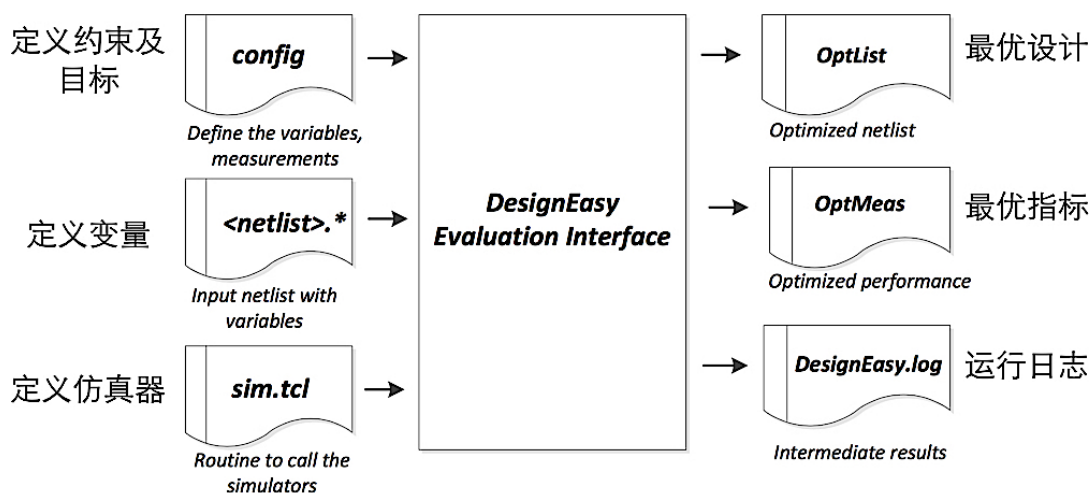 定义约束及
目标
config
Define the variables,
measurements
定义变量
<netlist>.*
Input netlist with
variables
定义仿真器
sim.tcl
Routine to call the
simulators
DesignEasy
Evaluation Interface
OptList
最优设计
Optimized netlist
OptMeas
最优指标
Optimized performance
DesignEasy.log
运行日志
Intermediate results